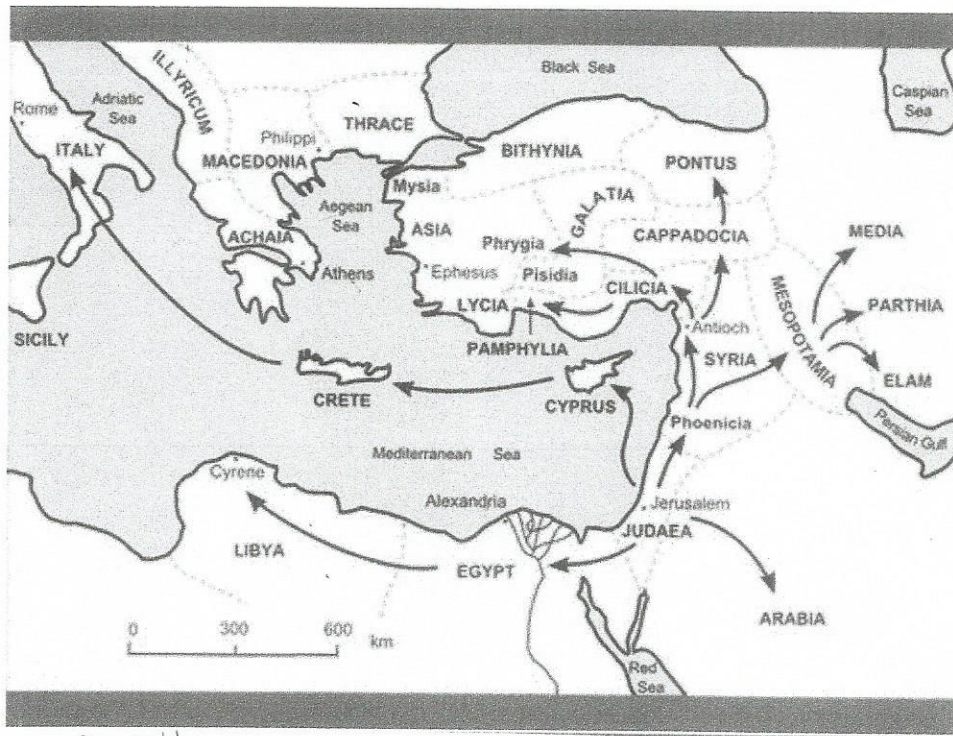 Black Sea
Caspian
Sea
ILLYRICUM
Adriatic
Sea
Rome
ITALY
Philippi
THRACE
MACEDONIA
BITHYNIA
PONTUS
Mysia
Aegean
Sea
GALATIA
ASIA
ACHAIA
Phrygia
CAPPADOCIA
MEDIA
Athens
Ephesus
Pisidia
CILICIA
MESOPOTAMIA
PARTHIA
LYCIA
Antioch
SICILY
PAMPHYLIA
SYRIA
ELAM
CRETE
CYPRUS
Phoenicia
Persian Gulf
Mediterranean Sea
Cyrene
Alexandria
Jerusalem
JUDAEA
LIBYA
EGYPT
ARABIA
0 300 600 km
Red
Sea